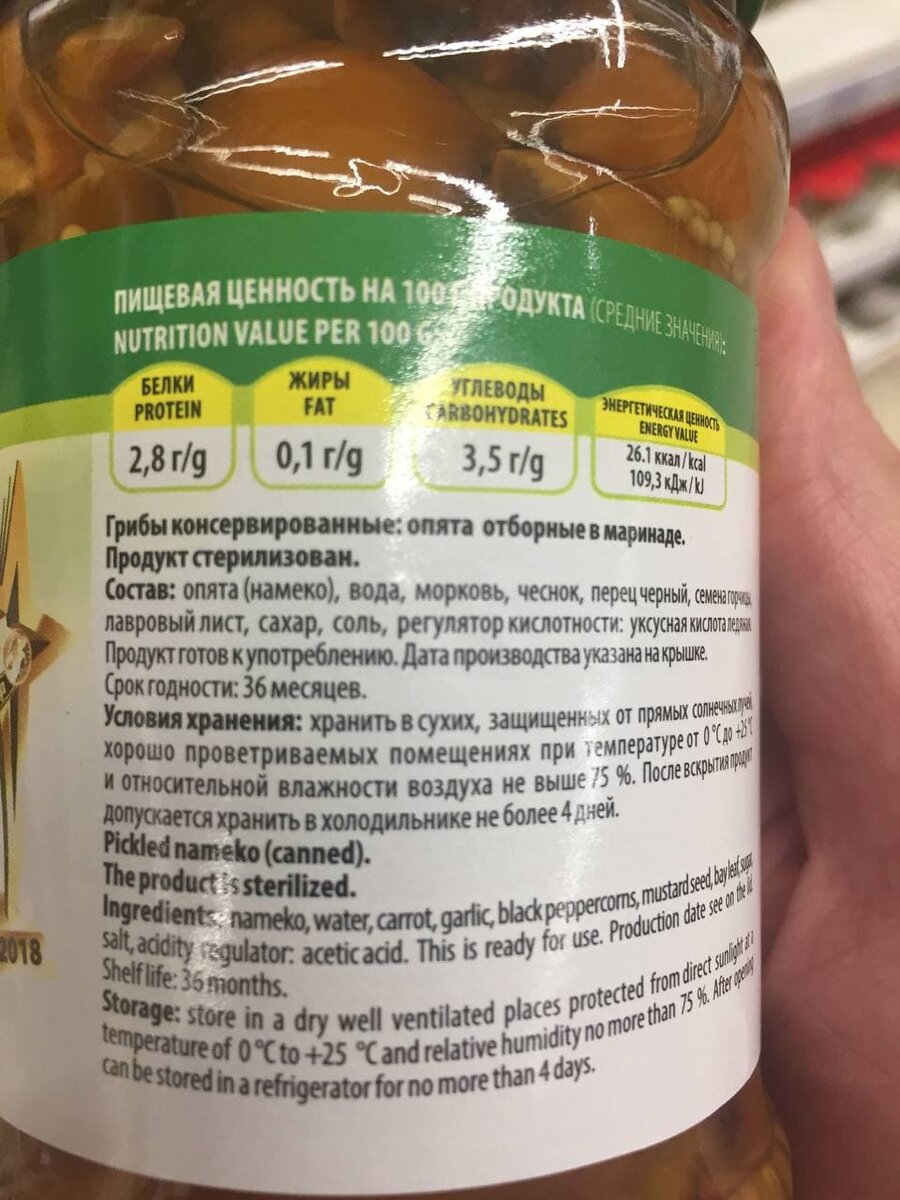 ПИЩЕВАЯ ЦЕННОСТЬ НА 100 ПРОДУКТА (СРЕДНИЕ ЗНАЧЕНИЯ):
NUTRITION VALUE PER 100 G
БЕЛКИ
PROTEIN
2,8 г/g
ЖИРЫ
FAT
0,1 г/g
УГЛЕВОДЫ
CARBOHYDRATES
3,5 г/g
ЭНЕРГЕТИЧЕСКАЯ ЦЕННОСТЬ
ENERGY VALUE
26.1 ккал/kcal
109,3 кДж/kJ
Грибы консервированные: опята отборные в маринаде.
Продукт стерилизован.
Состав: опята (намеко), вода, морковь, чеснок, перец черный, семена горчицы,
лавровый лист, сахар, соль, регулятор кислотности: уксусная кислота ледяная.
Продукт готов к употреблению. Дата производства указана на крышке.
Срок годности: 36 месяцев.
Условия хранения: хранить в сухих, защищенных от прямых солнечных лучей,
хорошо проветриваемых помещениях при температуре от 0 °C до +25 °C
и относительной влажности воздуха не выше 75 %. После вскрытия продукт
допускается хранить в холодильнике не более 4 дней.
Pickled nameko (canned).
The product is sterilized.
Ingredients: nameko, water, carrot, garlic, black peppercorns, mustard seed, bay leaf, sugar,
salt, acidity regulator: acetic acid. This is ready for use. Production date see on the lid.
Shelf life: 36 months.
Storage: store in a dry well ventilated places protected from direct sunlight at a
temperature of 0 °C to +25 °C and relative humidity no more than 75 %. After opening
can be stored in a refrigerator for no more than 4 days.
2018